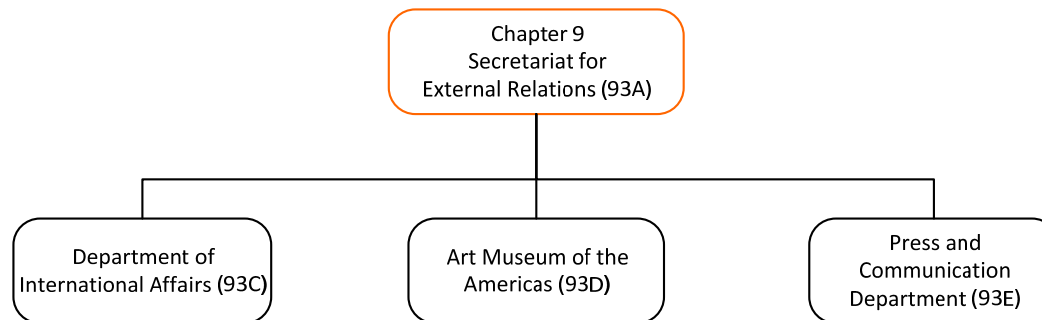 Chapter 9
Secretariat for
External Relations (93A)
Department of
International Affairs (93C)
Art Museum of the
Americas (93D)
Press and
Communication
Department (93E)